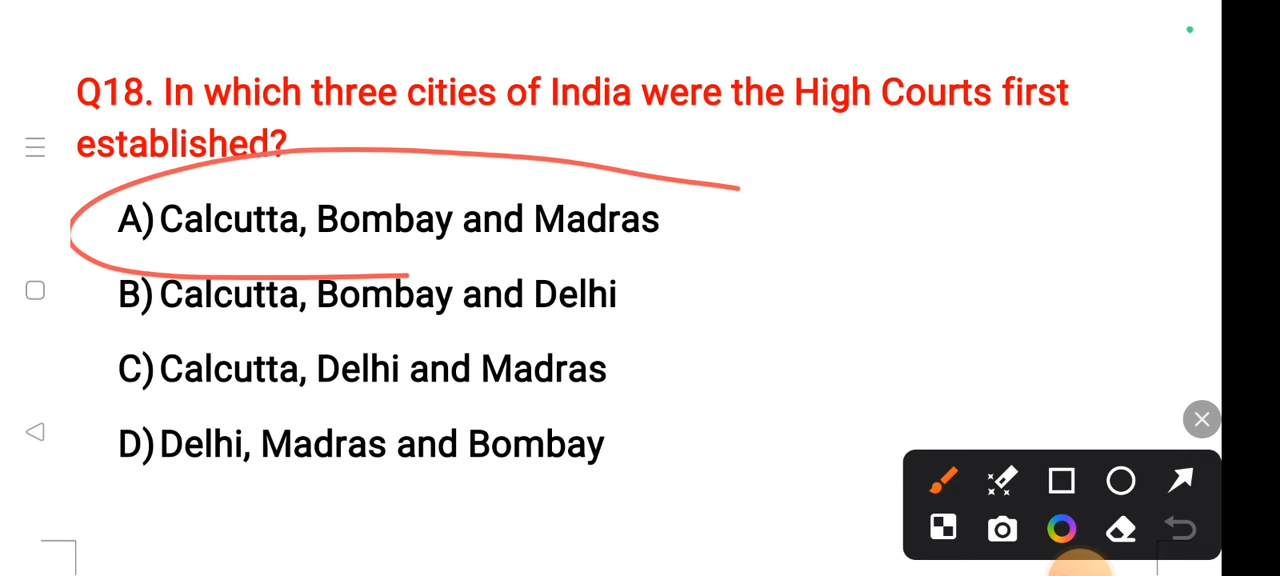 Q18. In which three cities of India were the High Courts first
established?
A) Calcutta, Bombay and Madras
B) Calcutta, Bombay and Delhi
C) Calcutta, Delhi and Madras
D) Delhi, Madras and Bombay